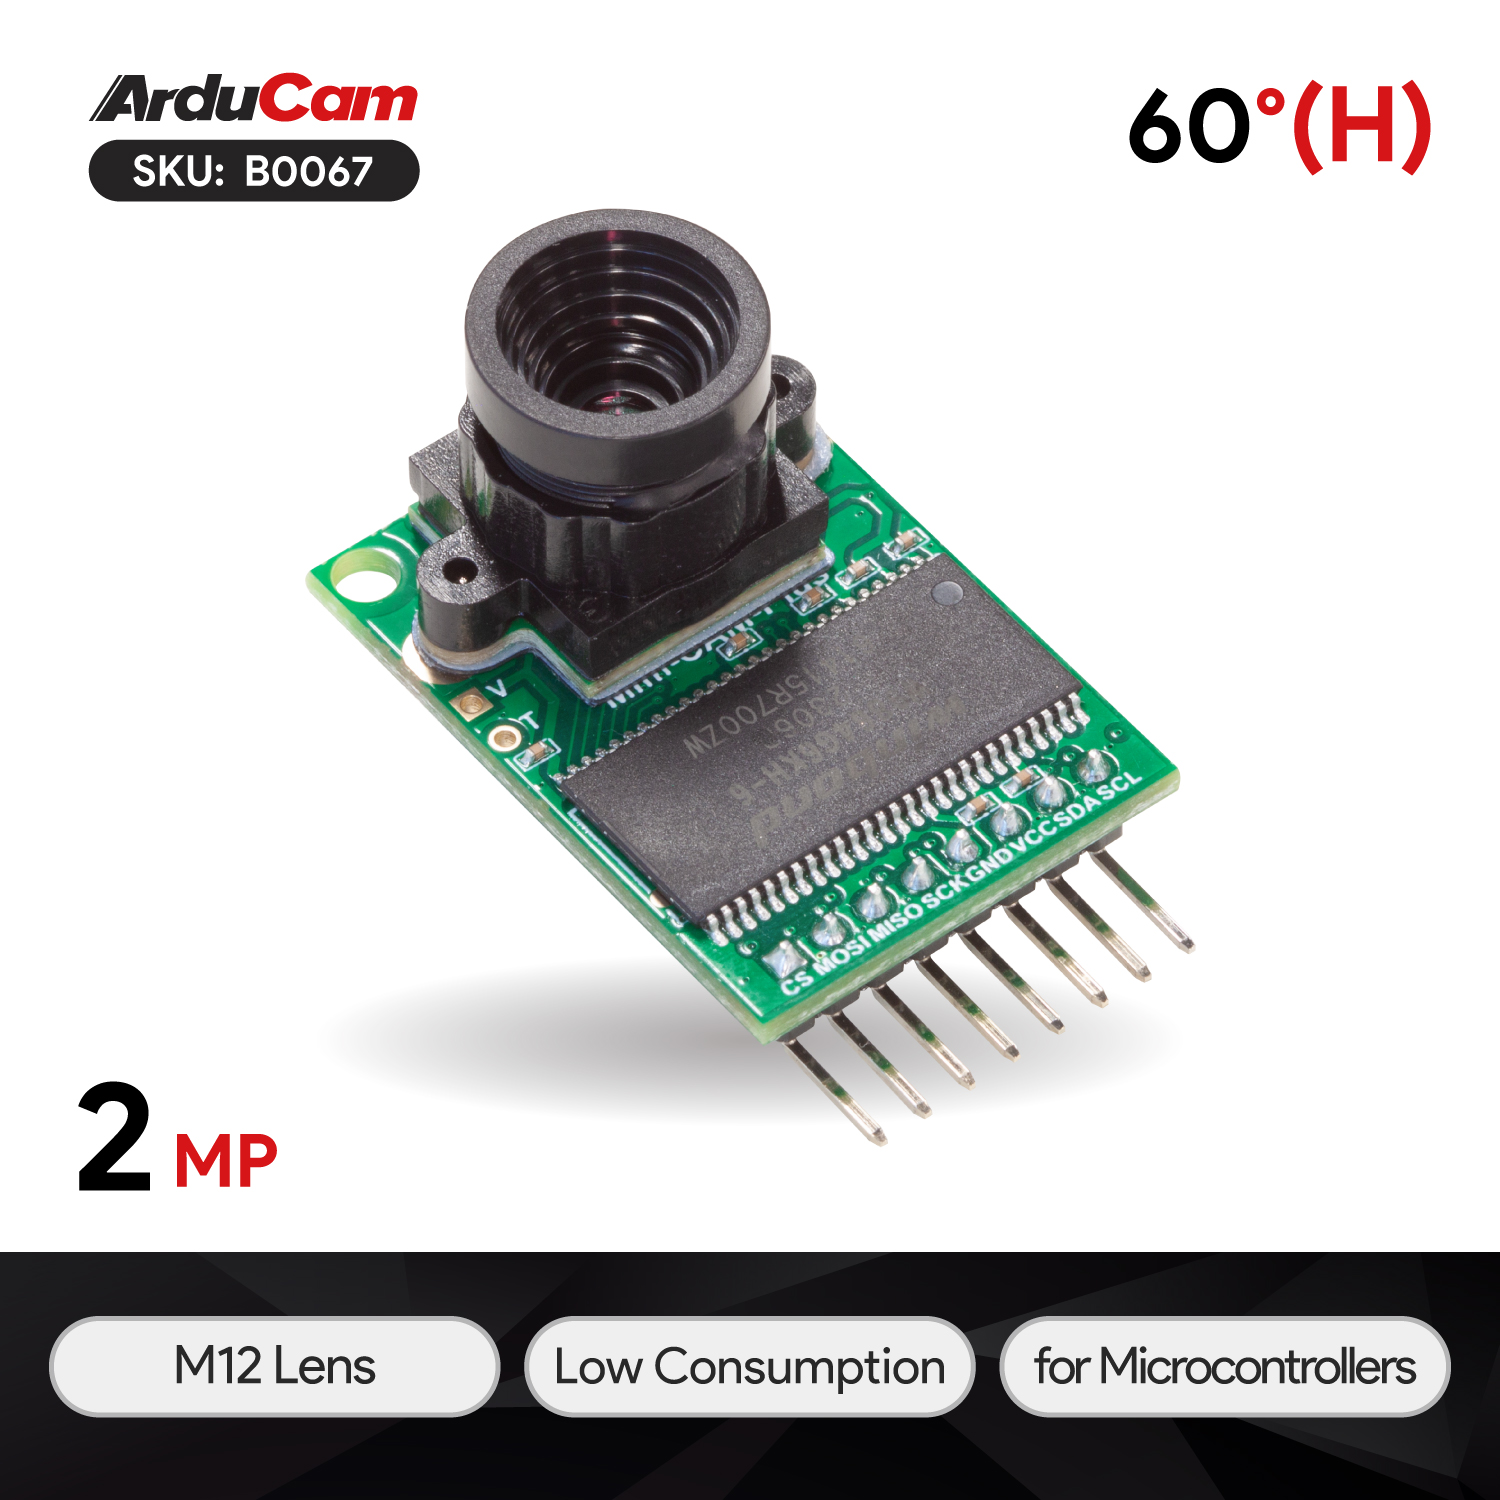 ArduCam
SKU: B0067
60°(H)
V
T
CS MOSI MISO SCK GND VCC SDA SCL
2 MP
M12 Lens
Low Consumption
for Microcontrollers